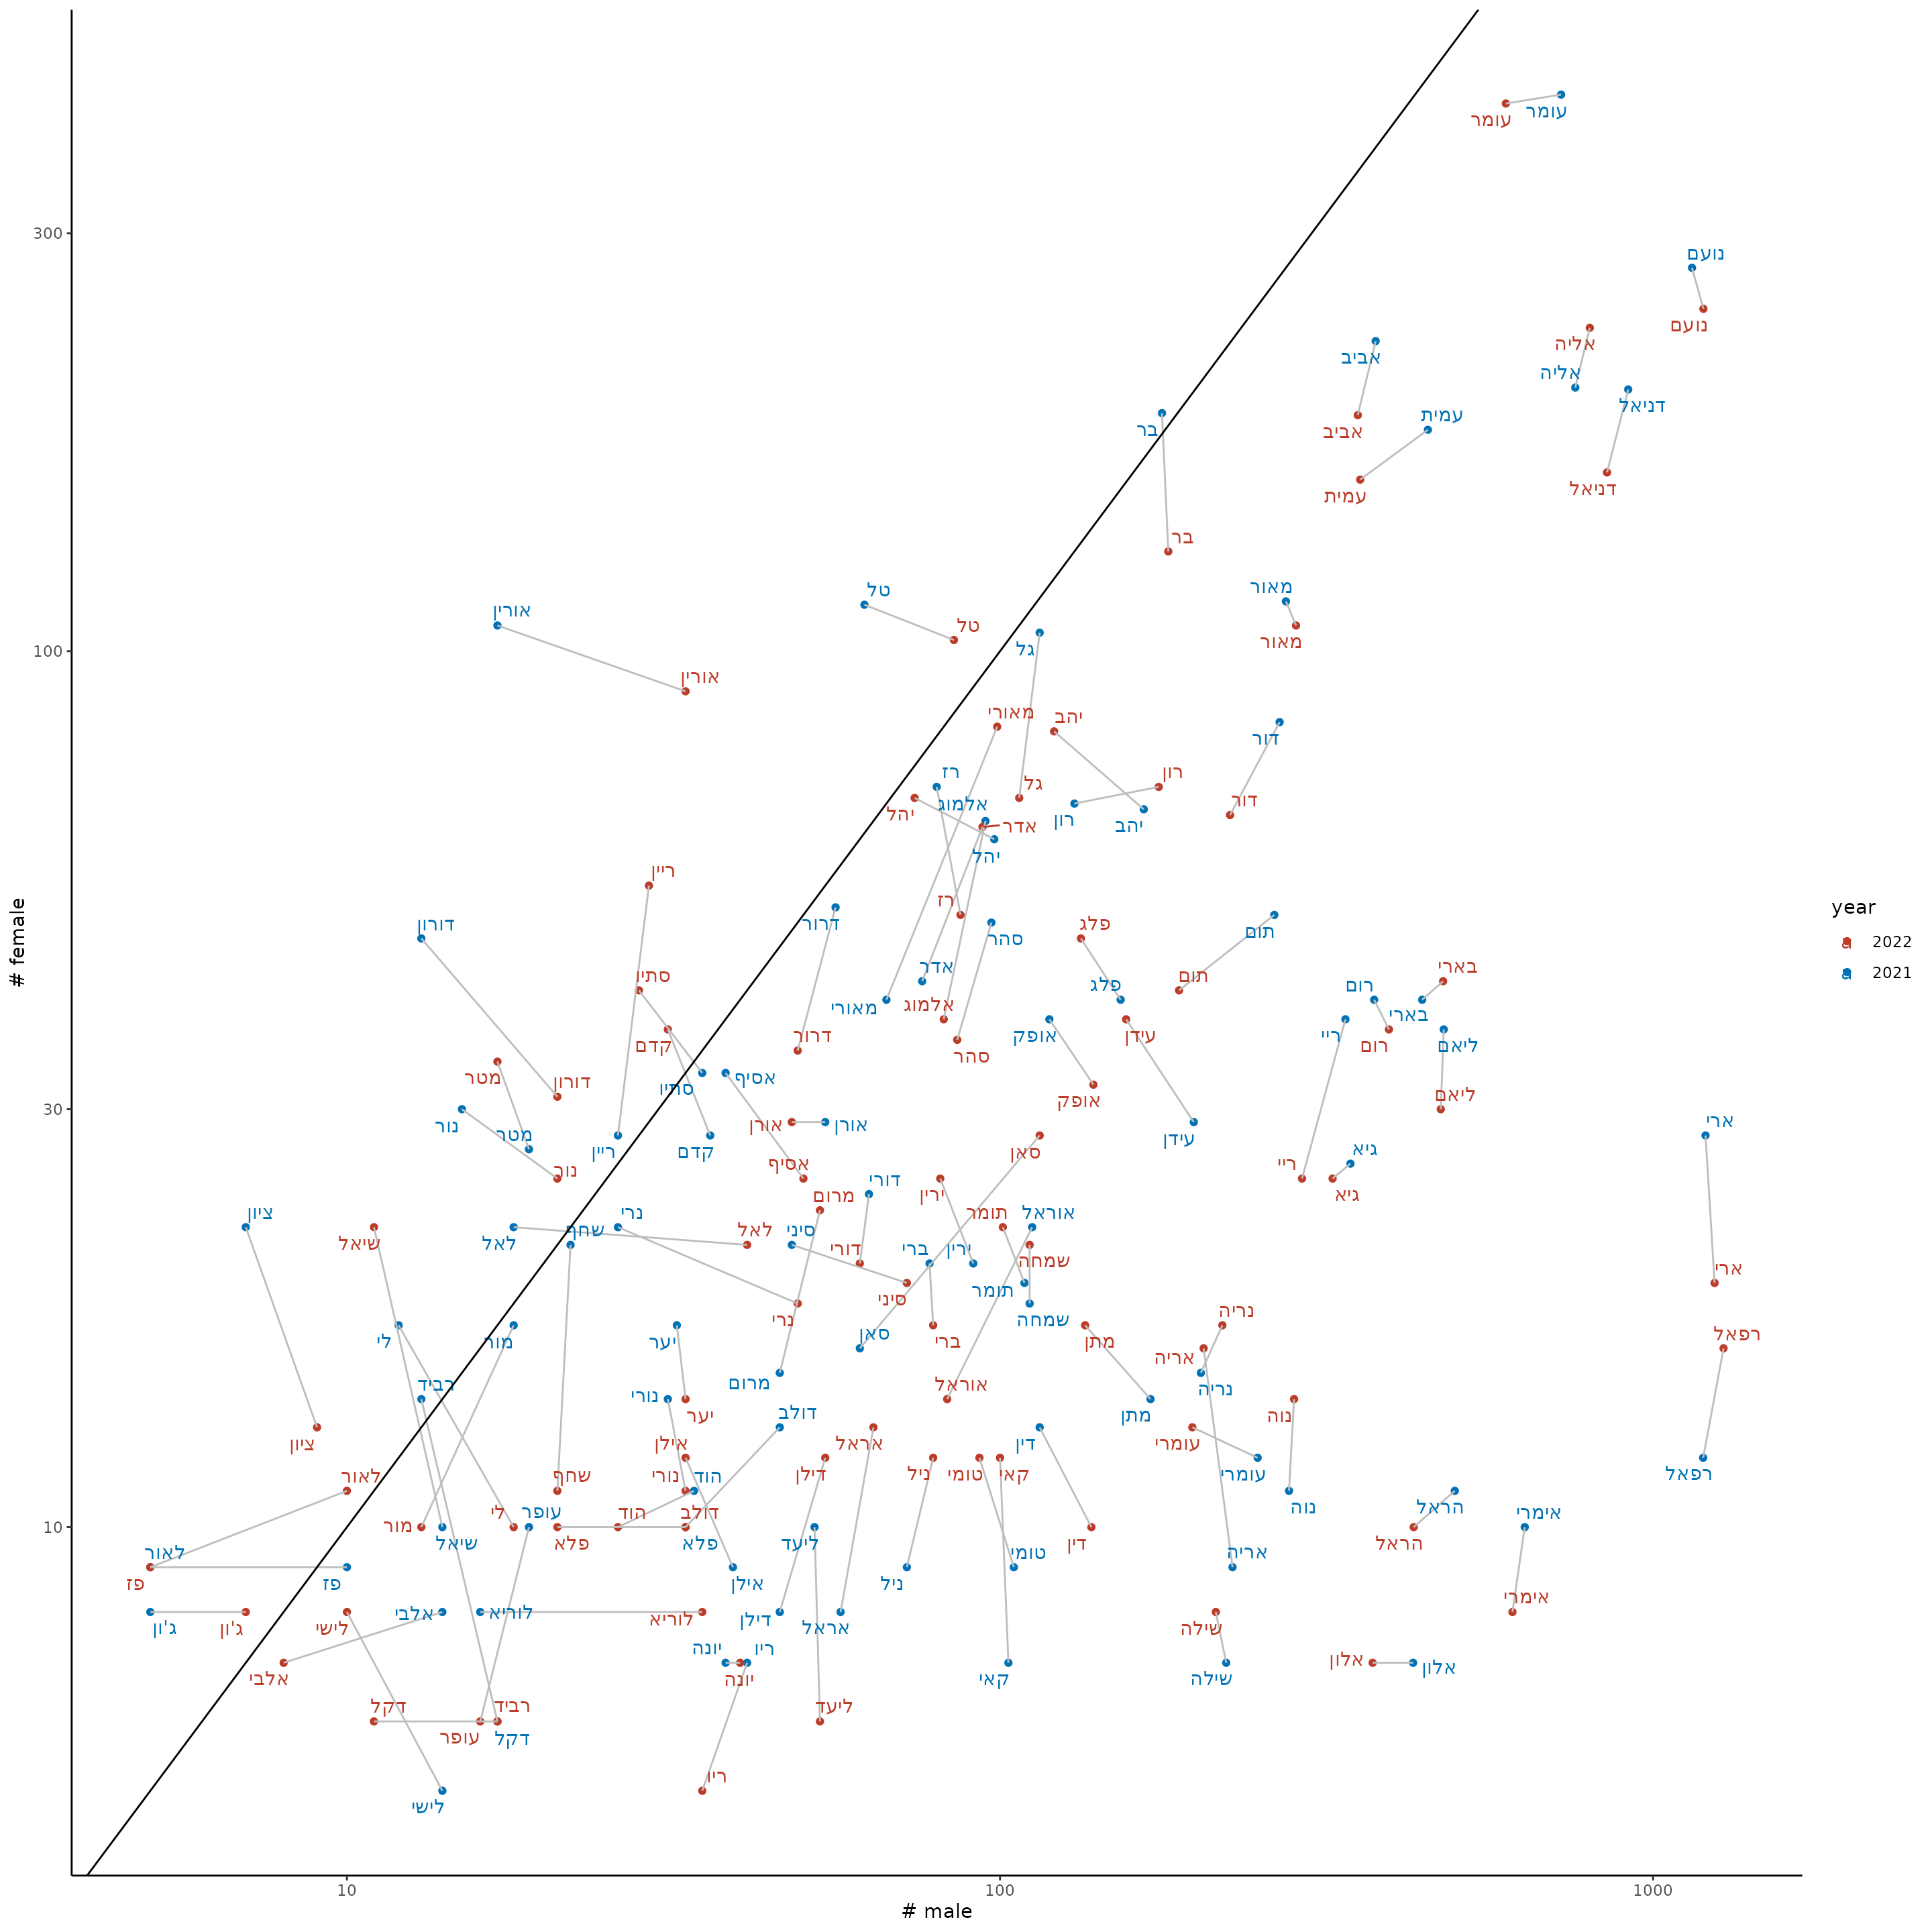 עומר
עומר
300
נועם
נועם
אליה
אביב
אליה
דניאל
עמית
בר
אביב
דניאל
עמית
בר
מאור
טל
אורין
טל
מאור
גל
100
אורין
מאורי
יהב
דור
רז
רון
גל
אלמוג
דור
יהל
רון
יהב
אדר
יהל
ריין
רז
דורון
דרור
פלג
תום
סהר
# female
year
2022
2021
אדר
בארי
סתיו
תום
פלג
רום
מאורי
אלמוג
בארי
דרור
אופק
עידן
ריי
קדם
רום
ליאם
סהר
מטר
דורון
אסיף
סתיו
ליאם
אופק
30
נור
מטר
אורן
אורן
עידן
ארי
ריין
קדם
סאן
גיא
נור
אסיף
ריי
ירין
גיא
דורי
מרום
ציון
נרי
תומר
אוראל
שיאל
לאל
שחף
לאל
סיני
ברי
ירין
דורי
שמחה
ארי
תומר
סיני
נרי
שמחה
נריה
לי
מור
יער
סאן
ברי
מתן
אריה
רפאל
רביד
מרום
אוראל
נריה
נורי
יער
דולב
מתן
נוה
ציון
אילן
אראל
דין
עומרי
לאור
שחף
נורי
הוד
דילן
ניל
טומי
קאי
עומרי
רפאל
נוה
מור
לי
עופר
הוד
דולב
הראל
אימרי
שיאל
פלא
פלא
ליעד
דין
הראל
10
לאור
טומי
אריה
פז
פז
אילן
ניל
אימרי
ג'ון
ג'ון
לישי
אלבי
לוריא
לוריא
דילן
אראל
שילה
יונה
ריו
אלבי
יונה
קאי
שילה
אלון
אלון
דקל
רביד
ליעד
עופר
דקל
ריו
לישי
10
100
1000
# male